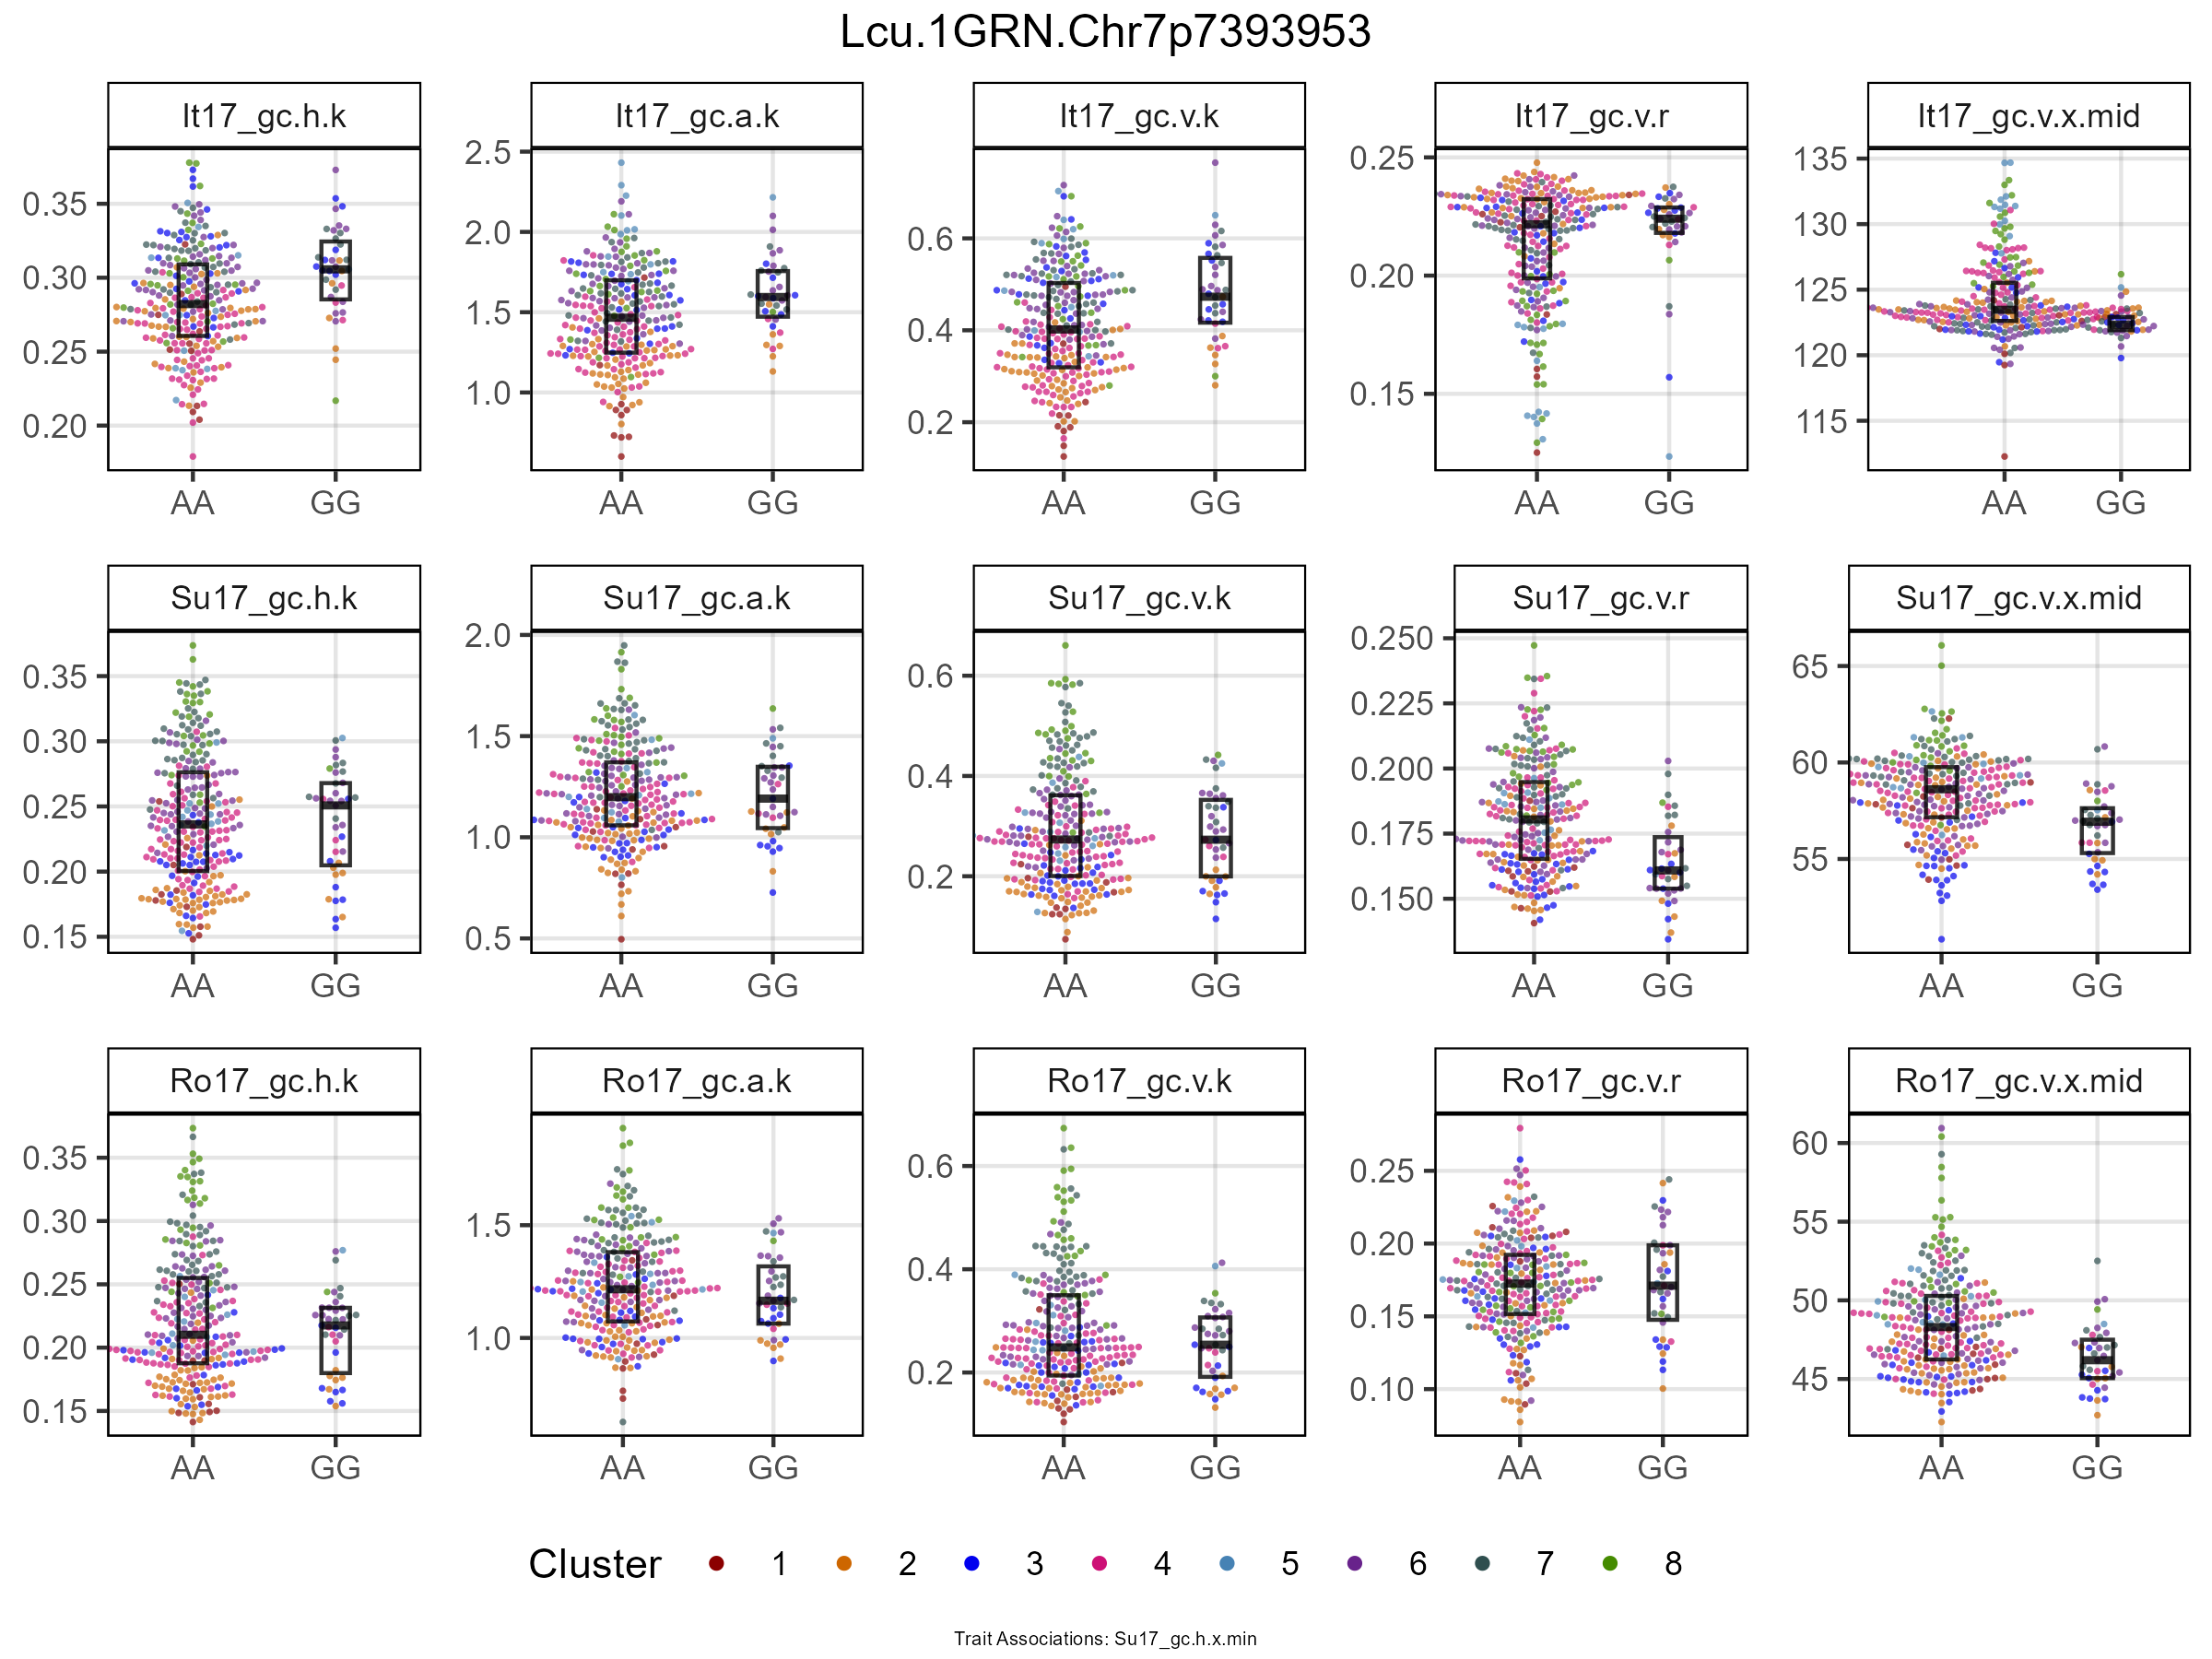 Lcu.1GRN.Chr7p7393953
It17_gc.h.k
It17_gc.a.k
It17_gc.v.k
It17_gc.v.r
It17_gc.v.x.mid
0.35
0.30
0.25
0.20
2.5
2.0
1.5
1.0
0.6
0.4
0.2
0.25
0.20
0.15
135
130
125
120
115
AA GG
AA GG
AA GG
AA GG
AA GG
Su17_gc.h.k
Su17_gc.a.k
Su17_gc.v.k
Su17_gc.v.r
Su17_gc.v.x.mid
0.35
0.30
0.25
0.20
0.15
2.0
1.5
1.0
0.5
0.6
0.4
0.2
0.250
0.225
0.200
0.175
0.150
65
60
55
AA GG
AA GG
AA GG
AA GG
AA GG
Ro17_gc.h.k
Ro17_gc.a.k
Ro17_gc.v.k
Ro17_gc.v.r
Ro17_gc.v.x.mid
0.35
0.30
0.25
0.20
0.15
1.5
1.0
0.6
0.4
0.2
0.25
0.20
0.15
0.10
60
55
50
45
AA GG
AA GG
AA GG
AA GG
AA GG
Cluster 1 2 3 4 5 6 7 8
Trait Associations: Su17_gc.h.x.min